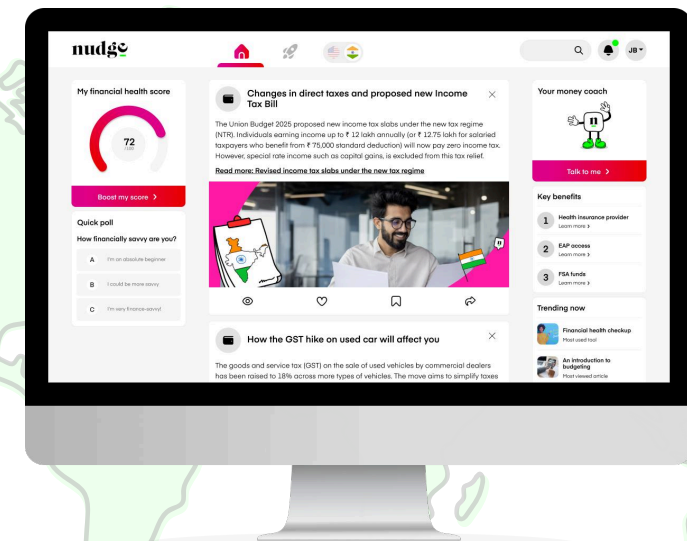 nudge
JB
My financial health score
72
Boost my score
Quick poll
How financially savvy are you?
A I'm an absolute beginner
B I could be more savvy
C I'm very finance-savvy!
Changes in direct taxes and proposed new Income
Tax Bill
The Union Budget 2025 proposed new income tax slabs under the new tax regime
(NTR). Individuals earning income up to ₹ 12 lakh annually (or ₹ 12.75 lakh for salaried
taxpayers who benefit from ₹ 75,000 standard deduction) will now pay zero income tax.
However, special rate income such as capital gains, is excluded from this tax relief.
Read more: Revised income tax slabs under the new tax regime
n
How the GST hike on used car will affect you
The goods and service tax (GST) on the sale of used vehicles by commercial dealers
has been raised to 18% across more types of vehicles. The move aims to simplify taxes
Your money coach
n
Talk to me
Key benefits
1 Health insurance provider
Learn more
2 EAP access
Learn more
3 FSA funds
Learn more
Trending now
Financial health checkup
Most used tool
An introduction to
budgeting
Most viewed article